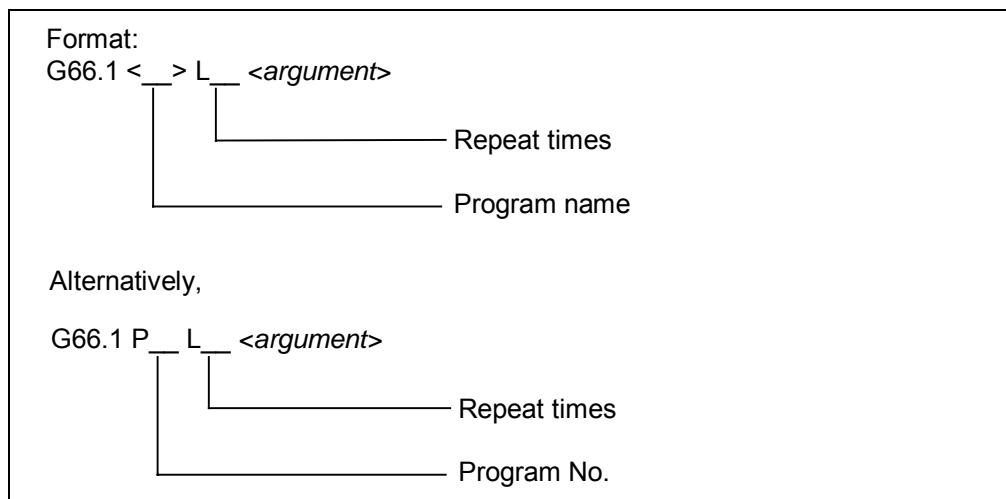 Format:
G66.1 <__> L__ <argument>
Repeat times
Program name
Alternatively,
G66.1 P__ L__ <argument>
Repeat times
Program No.